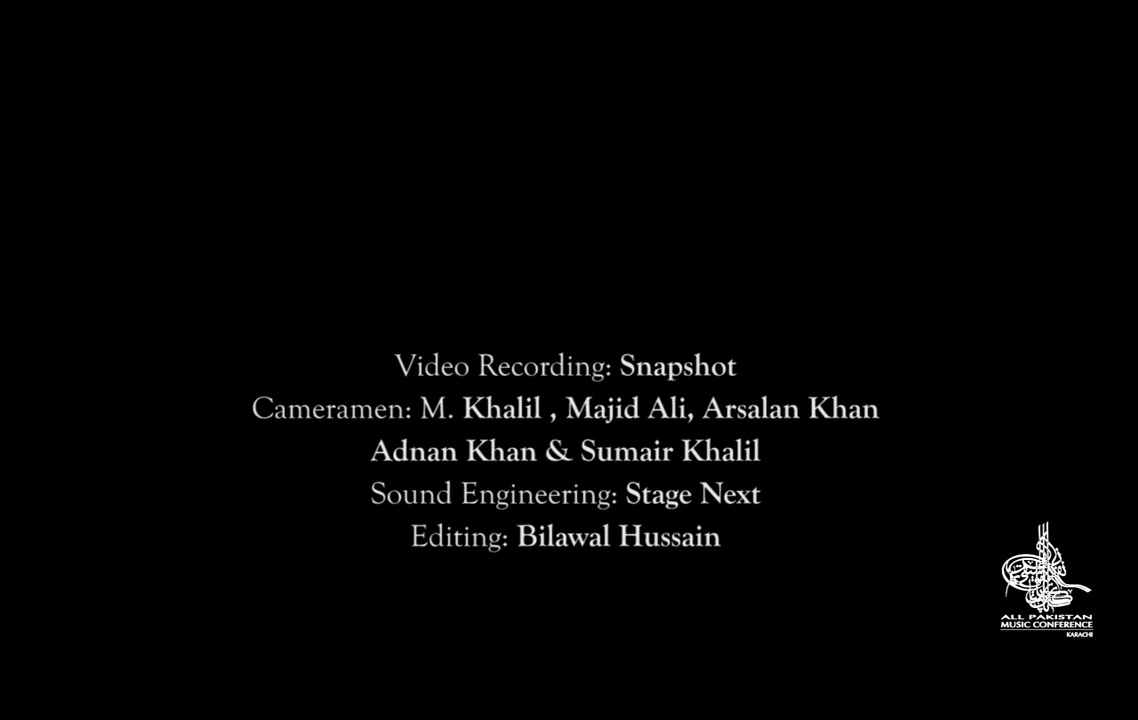 Video Recording: Snapshot
Cameramen: M. Khalil , Majid Ali, Arsalan Khan
Adnan Khan & Sumair Khalil
Sound Engineering: Stage Next
Editing: Bilawal Hussain
ALL PAKISTAN
MUSIC CONFERENCE
KARACHI